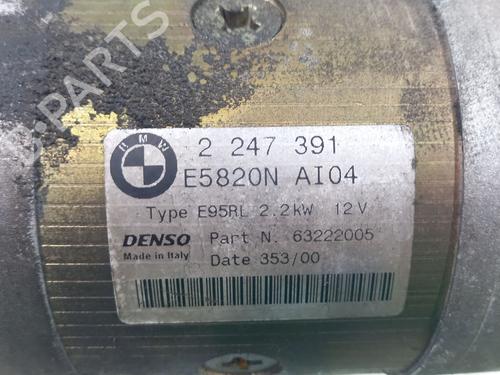 B-PARTS
BMW
2 247 391
E5820N AI04
Type E95RL 2.2kW 12V
DENSO Part N. 63222005
Made in Italy Date 353/00